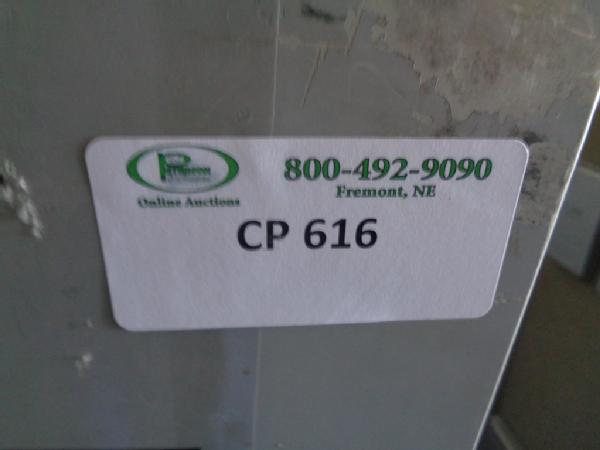 800-492-9090
Fremont, NE
Online Auctions
CP 616